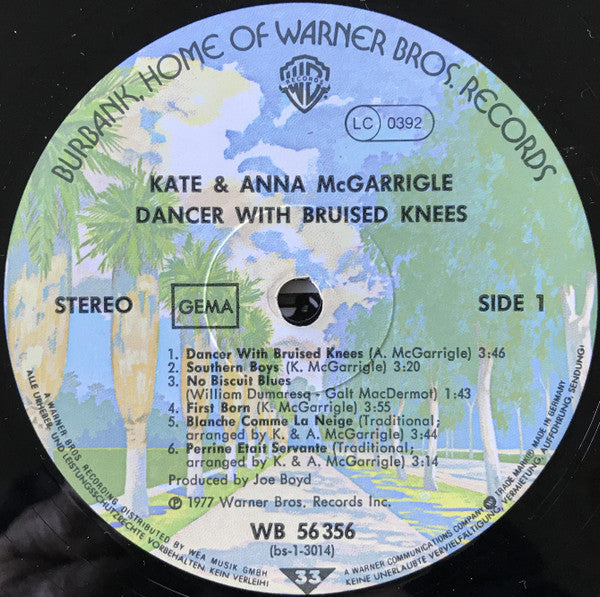 BURBANK, HOME OF WARNER BROS. RECORDS
WB
RECORDS
LC 0392
KATE & ANNA McGARRIGLE
DANCER WITH BRUISED KNEES
STEREO
GEMA
SIDE 1
1. Dancer With Bruised Knees (A. McGarrigle) 3:46
2. Southern Boys (K. McGarrigle) 3:20
3. No Biscuit Blues
(William Dumaresq - Galt MacDermot) 1:43
4. First Born (K. McGarrigle) 3:55
5. Blanche Comme La Neige (Traditional;
arranged by K. & A. McGarrigle) 3:44
6. Perrine Etait Servante (Traditional;
arranged by K. & A. McGarrigle) 3:14
Produced by Joe Boyd
℗ 1977 Warner Bros. Records Inc.
WB 56 356
(bs-1-3014)
33
A WARNER BROS. RECORDING DISTRIBUTED BY WEA MUSIK GMBH
ALLE URHEBER- UND LEISTUNGSSCHUTZRECHTE VORBEHALTEN. KEIN VERLEIH!
A WARNER COMMUNICATIONS COMPANY ® TRADE MARKED MADE IN GERMANY
KEINE UNERLAUBTE VERVIELFÄLTIGUNG, VERMIETUNG, AUFFÜHRUNG, SENDUNG!